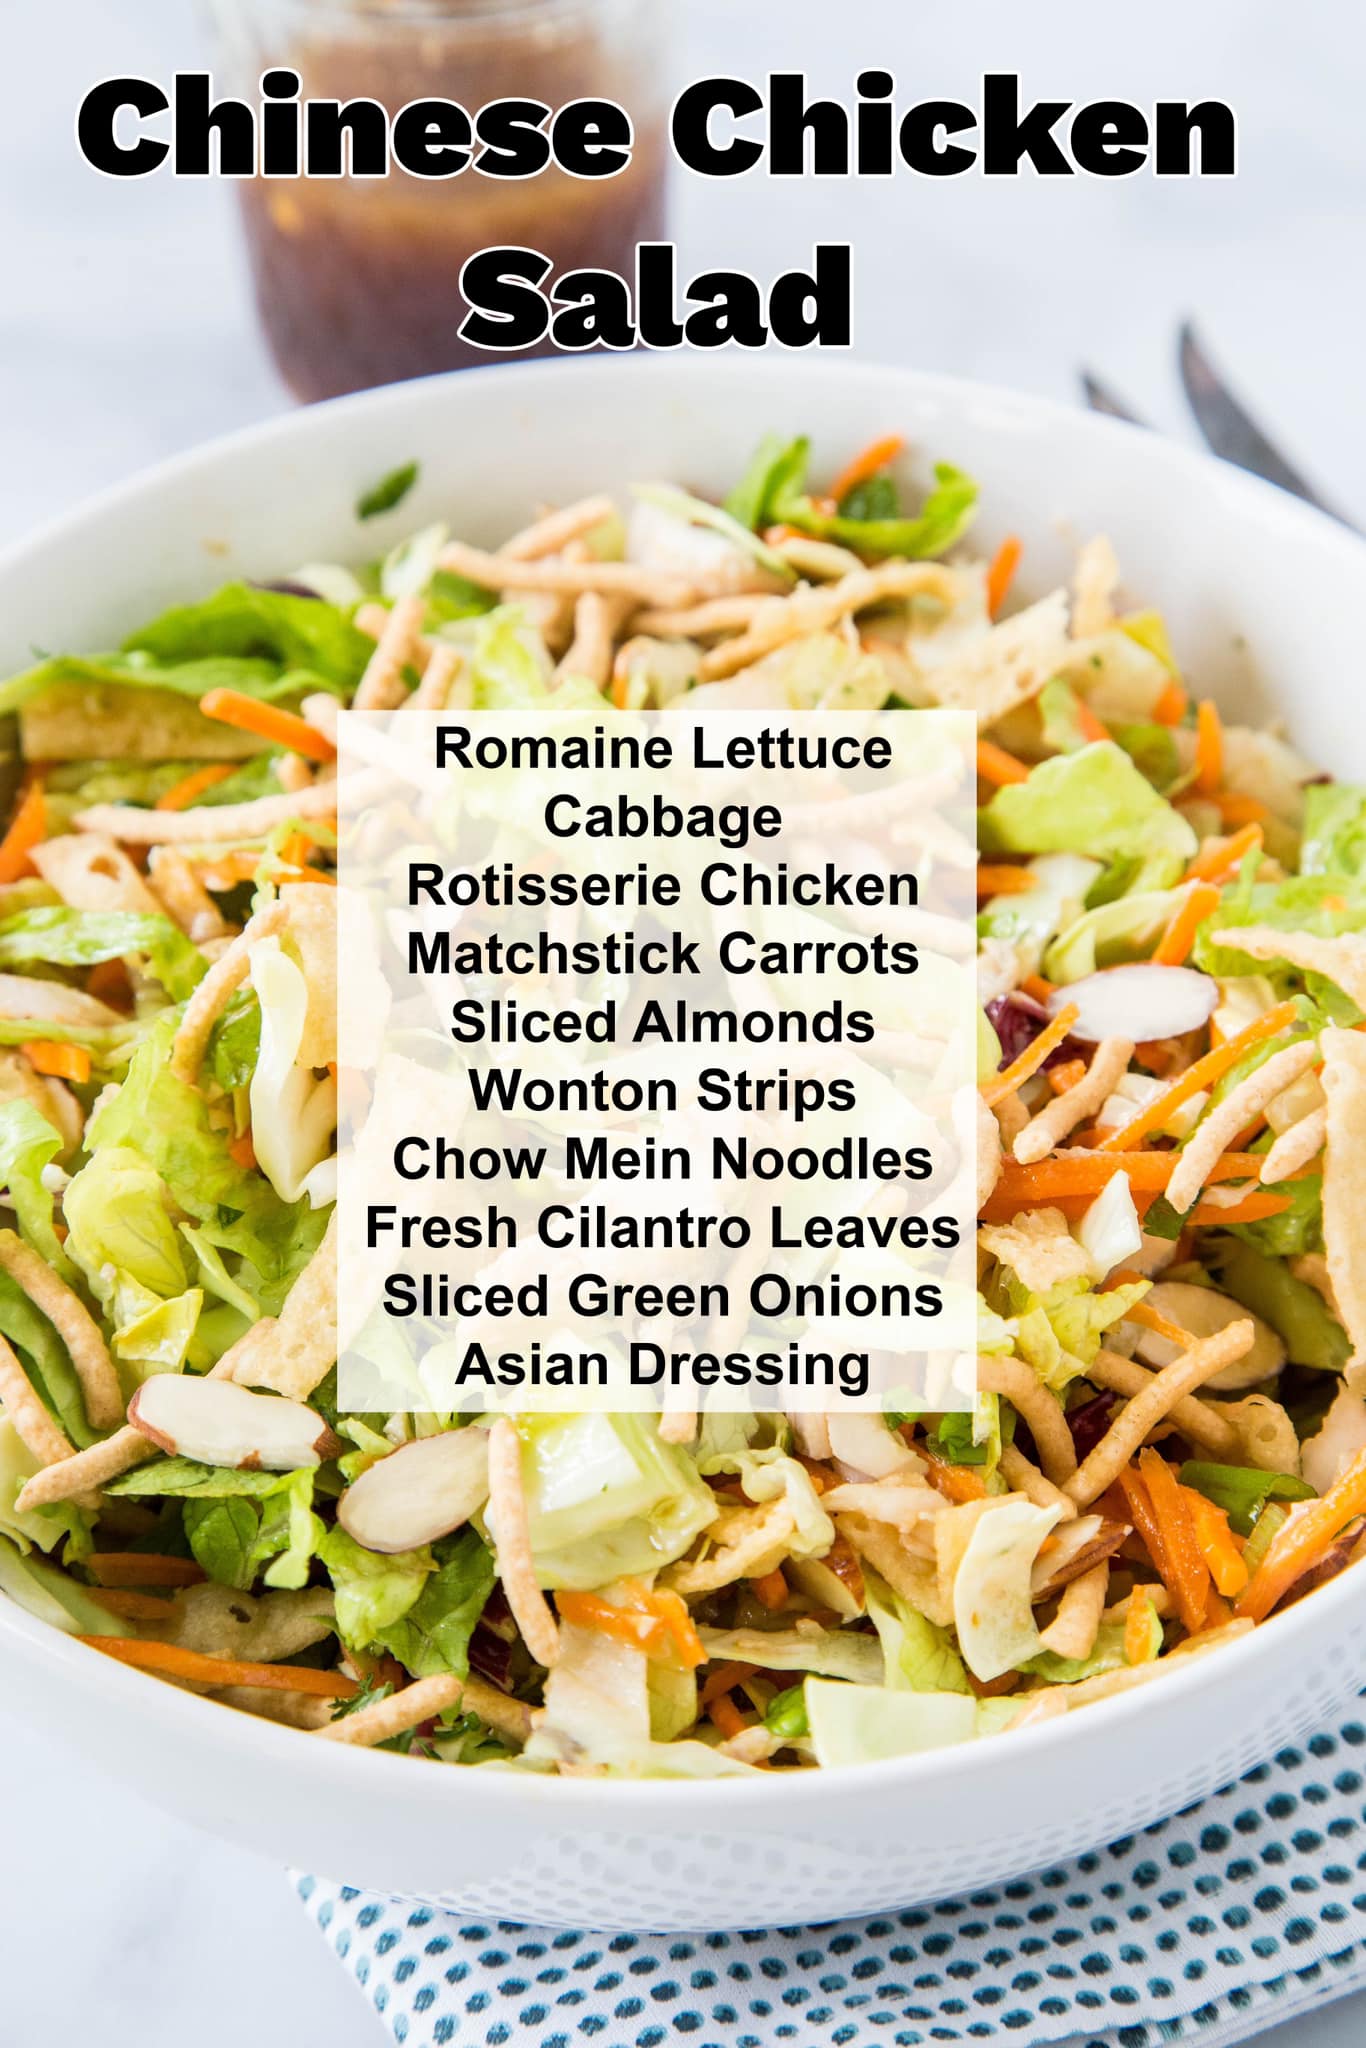 Chinese Chicken
Salad
Romaine Lettuce
Cabbage
Rotisserie Chicken
Matchstick Carrots
Sliced Almonds
Wonton Strips
Chow Mein Noodles
Fresh Cilantro Leaves
Sliced Green Onions
Asian Dressing